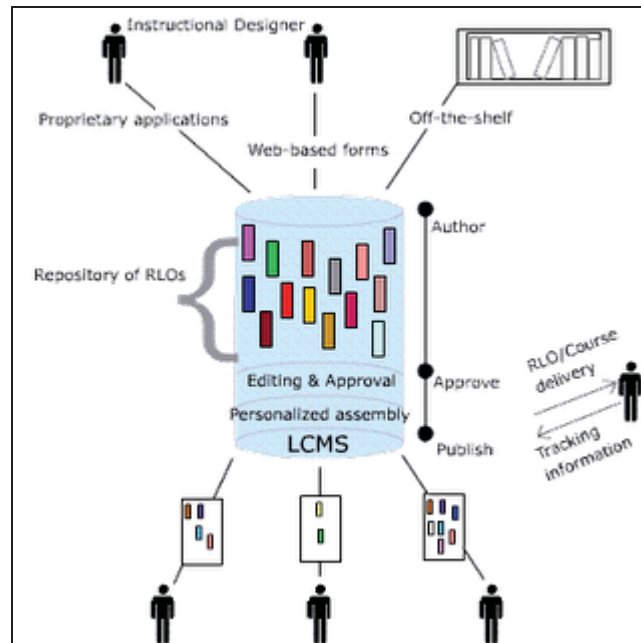 Instructional Designer
Proprietary applications
Off-the-shelf
Web-based forms
Author
Repository of RLOs
RLO/Course
delivery
Editing & Approval
Approve
Personalized assembly
LCMS
Publish
Tracking
information